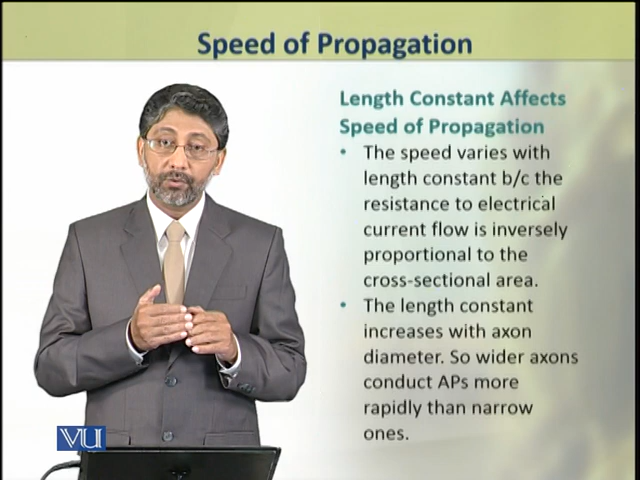 Speed of Propagation
Length Constant Affects
Speed of Propagation
• The speed varies with
length constant b/c the
resistance to electrical
current flow is inversely
proportional to the
cross-sectional area.
• The length constant
increases with axon
diameter. So wider axons
conduct APs more
rapidly than narrow
ones.
VU